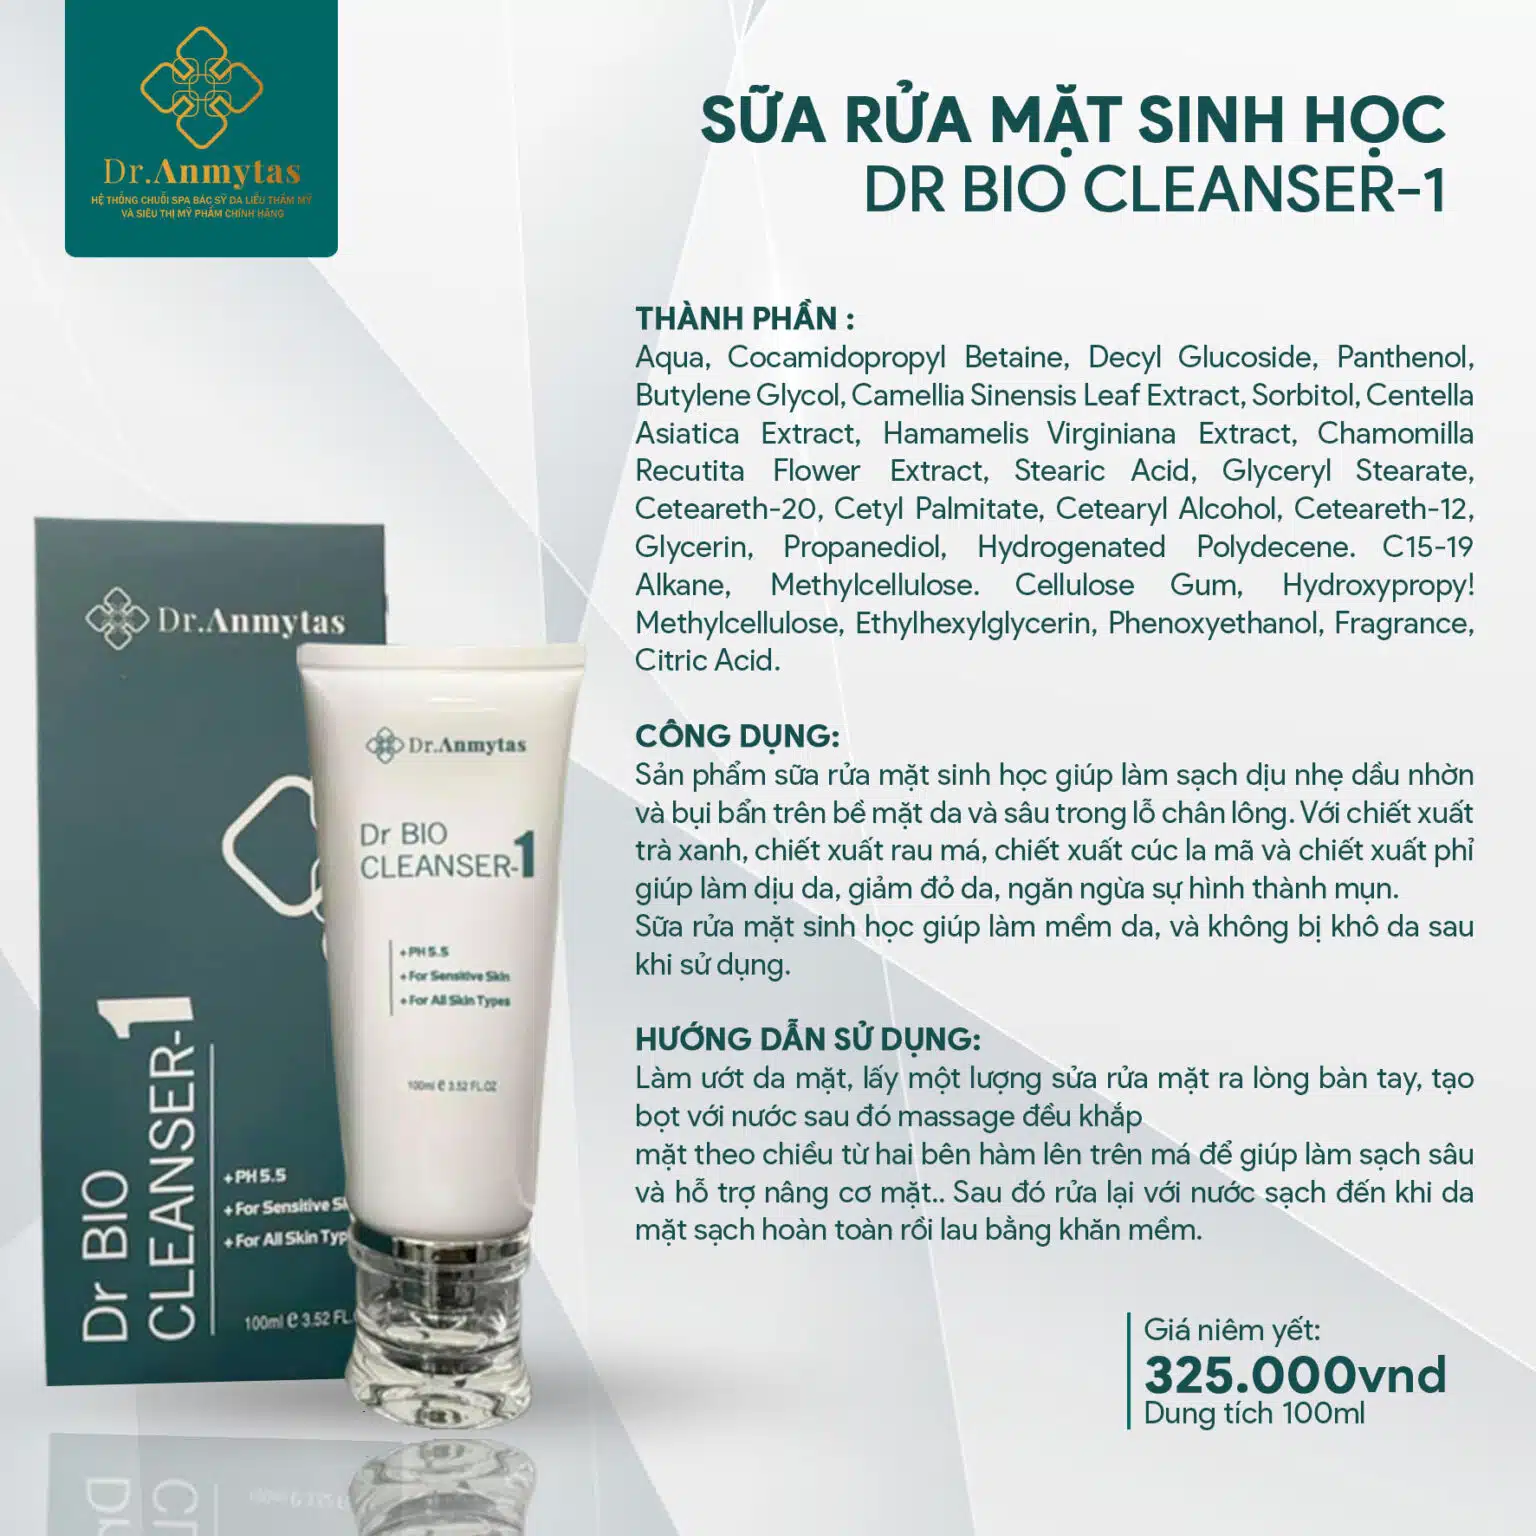 Dr.Anmytas
HỆ THỐNG CHUỖI SPA BÁC SỸ DA LIỄU THẨM MỸ
VÀ SIÊU THỊ MỸ PHẨM CHÍNH HÃNG
SỮA RỬA MẶT SINH HỌC
DR BIO CLEANSER-1
THÀNH PHẦN :
Aqua, Cocamidopropyl Betaine, Decyl Glucoside, Panthenol,
Butylene Glycol, Camellia Sinensis Leaf Extract, Sorbitol, Centella
Asiatica Extract, Hamamelis Virginiana Extract, Chamomilla
Recutita Flower Extract, Stearic Acid, Glyceryl Stearate,
Ceteareth-20, Cetyl Palmitate, Cetearyl Alcohol, Ceteareth-12,
Glycerin, Propanediol, Hydrogenated Polydecene. C15-19
Alkane, Methylcellulose. Cellulose Gum, Hydroxypropy!
Methylcellulose, Ethylhexylglycerin, Phenoxyethanol, Fragrance,
Citric Acid.
CÔNG DỤNG:
Sản phẩm sữa rửa mặt sinh học giúp làm sạch dịu nhẹ dầu nhờn
và bụi bẩn trên bề mặt da và sâu trong lỗ chân lông. Với chiết xuất
trà xanh, chiết xuất rau má, chiết xuất cúc la mã và chiết xuất phỉ
giúp làm dịu da, giảm đỏ da, ngăn ngừa sự hình thành mụn.
Sữa rửa mặt sinh học giúp làm mềm da, và không bị khô da sau
khi sử dụng.
HƯỚNG DẪN SỬ DỤNG:
Làm ướt da mặt, lấy một lượng sửa rửa mặt ra lòng bàn tay, tạo
bọt với nước sau đó massage đều khắp
mặt theo chiều từ hai bên hàm lên trên má để giúp làm sạch sâu
và hỗ trợ nâng cơ mặt.. Sau đó rửa lại với nước sạch đến khi da
mặt sạch hoàn toàn rồi lau bằng khăn mềm.
Giá niêm yết:
325.000vnd
Dung tích 100ml
Dr.Anmytas
Dr BIO
CLEANSER-1
+PH 5.5
+For Sensitive Sk
+For All Skin Typ
100ml e 3.52 FL.
Dr.Anmytas
Dr BIO
CLEANSER-1
+PH 5.5
+For Sensitive Skin
+For All Skin Types
100ml e 3.52 FL.OZ